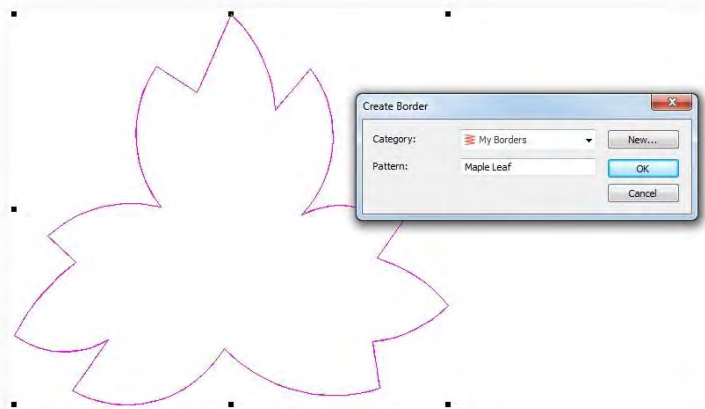 Create Border
Category: My Borders New...
Pattern: Maple Leaf OK
Cancel